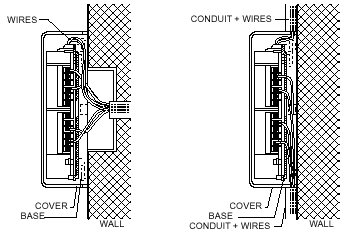 WIRES
COVER
BASE
WALL
CONDUIT + WIRES
COVER
BASE
CONDUIT + WIRES
WALL